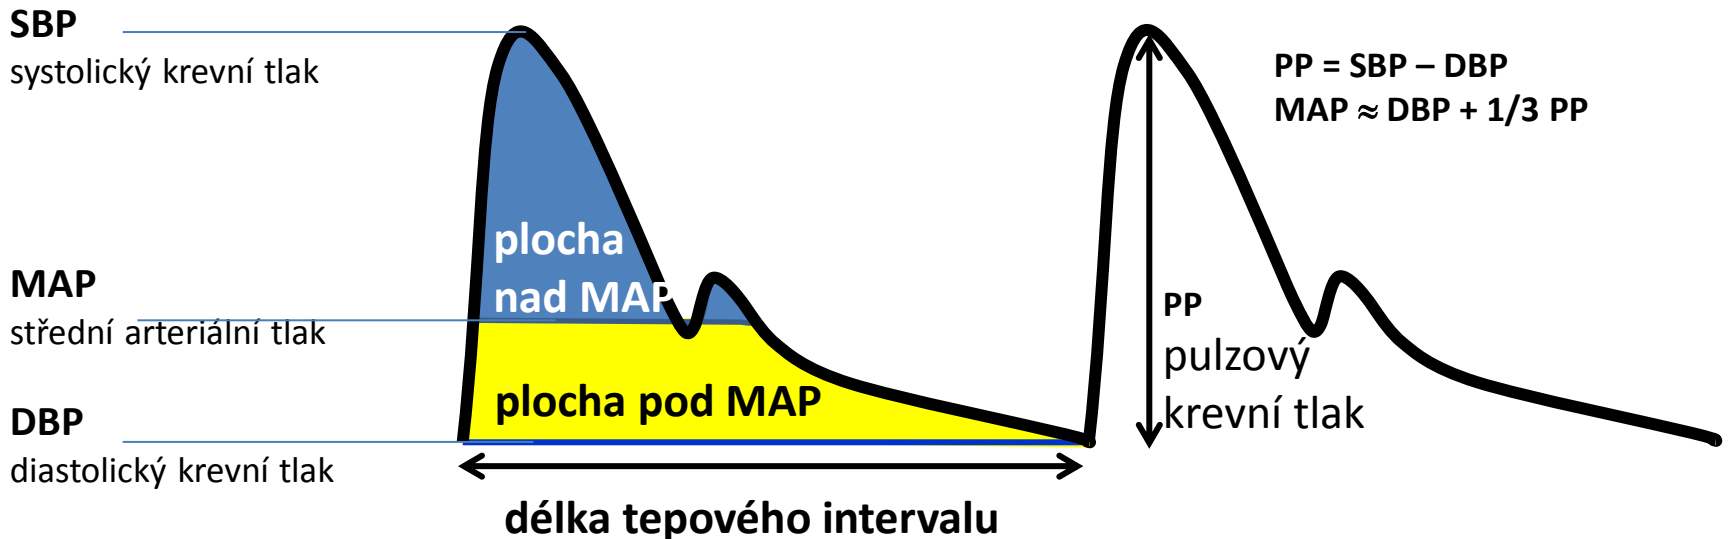 SBP
systolický krevní tlak
MAP
střední arteriální tlak
DBP
diastolický krevní tlak
plocha
nad MAP
plocha pod MAP
délka tepového intervalu
PP
pulzový
krevní tlak
PP = SBP – DBP
MAP ≈ DBP + 1/3 PP